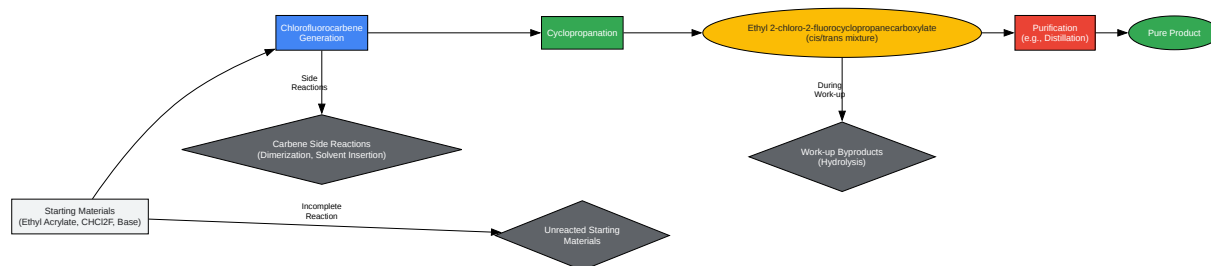 Chlorofluorocarbene
Generation
Cyclopropanation
Ethyl 2-chloro-2-fluorocyclopropanecarboxylate
(cis/trans mixture)
Purification
(e.g., Distillation)
Pure Product
Side
Reactions
During
Work-up
Carbene Side Reactions
(Dimerization, Solvent Insertion)
Work-up Byproducts
(Hydrolysis)
Starting Materials
(Ethyl Acrylate, CHCl2F, Base)
Incomplete
Reaction
Unreacted Starting
Materials